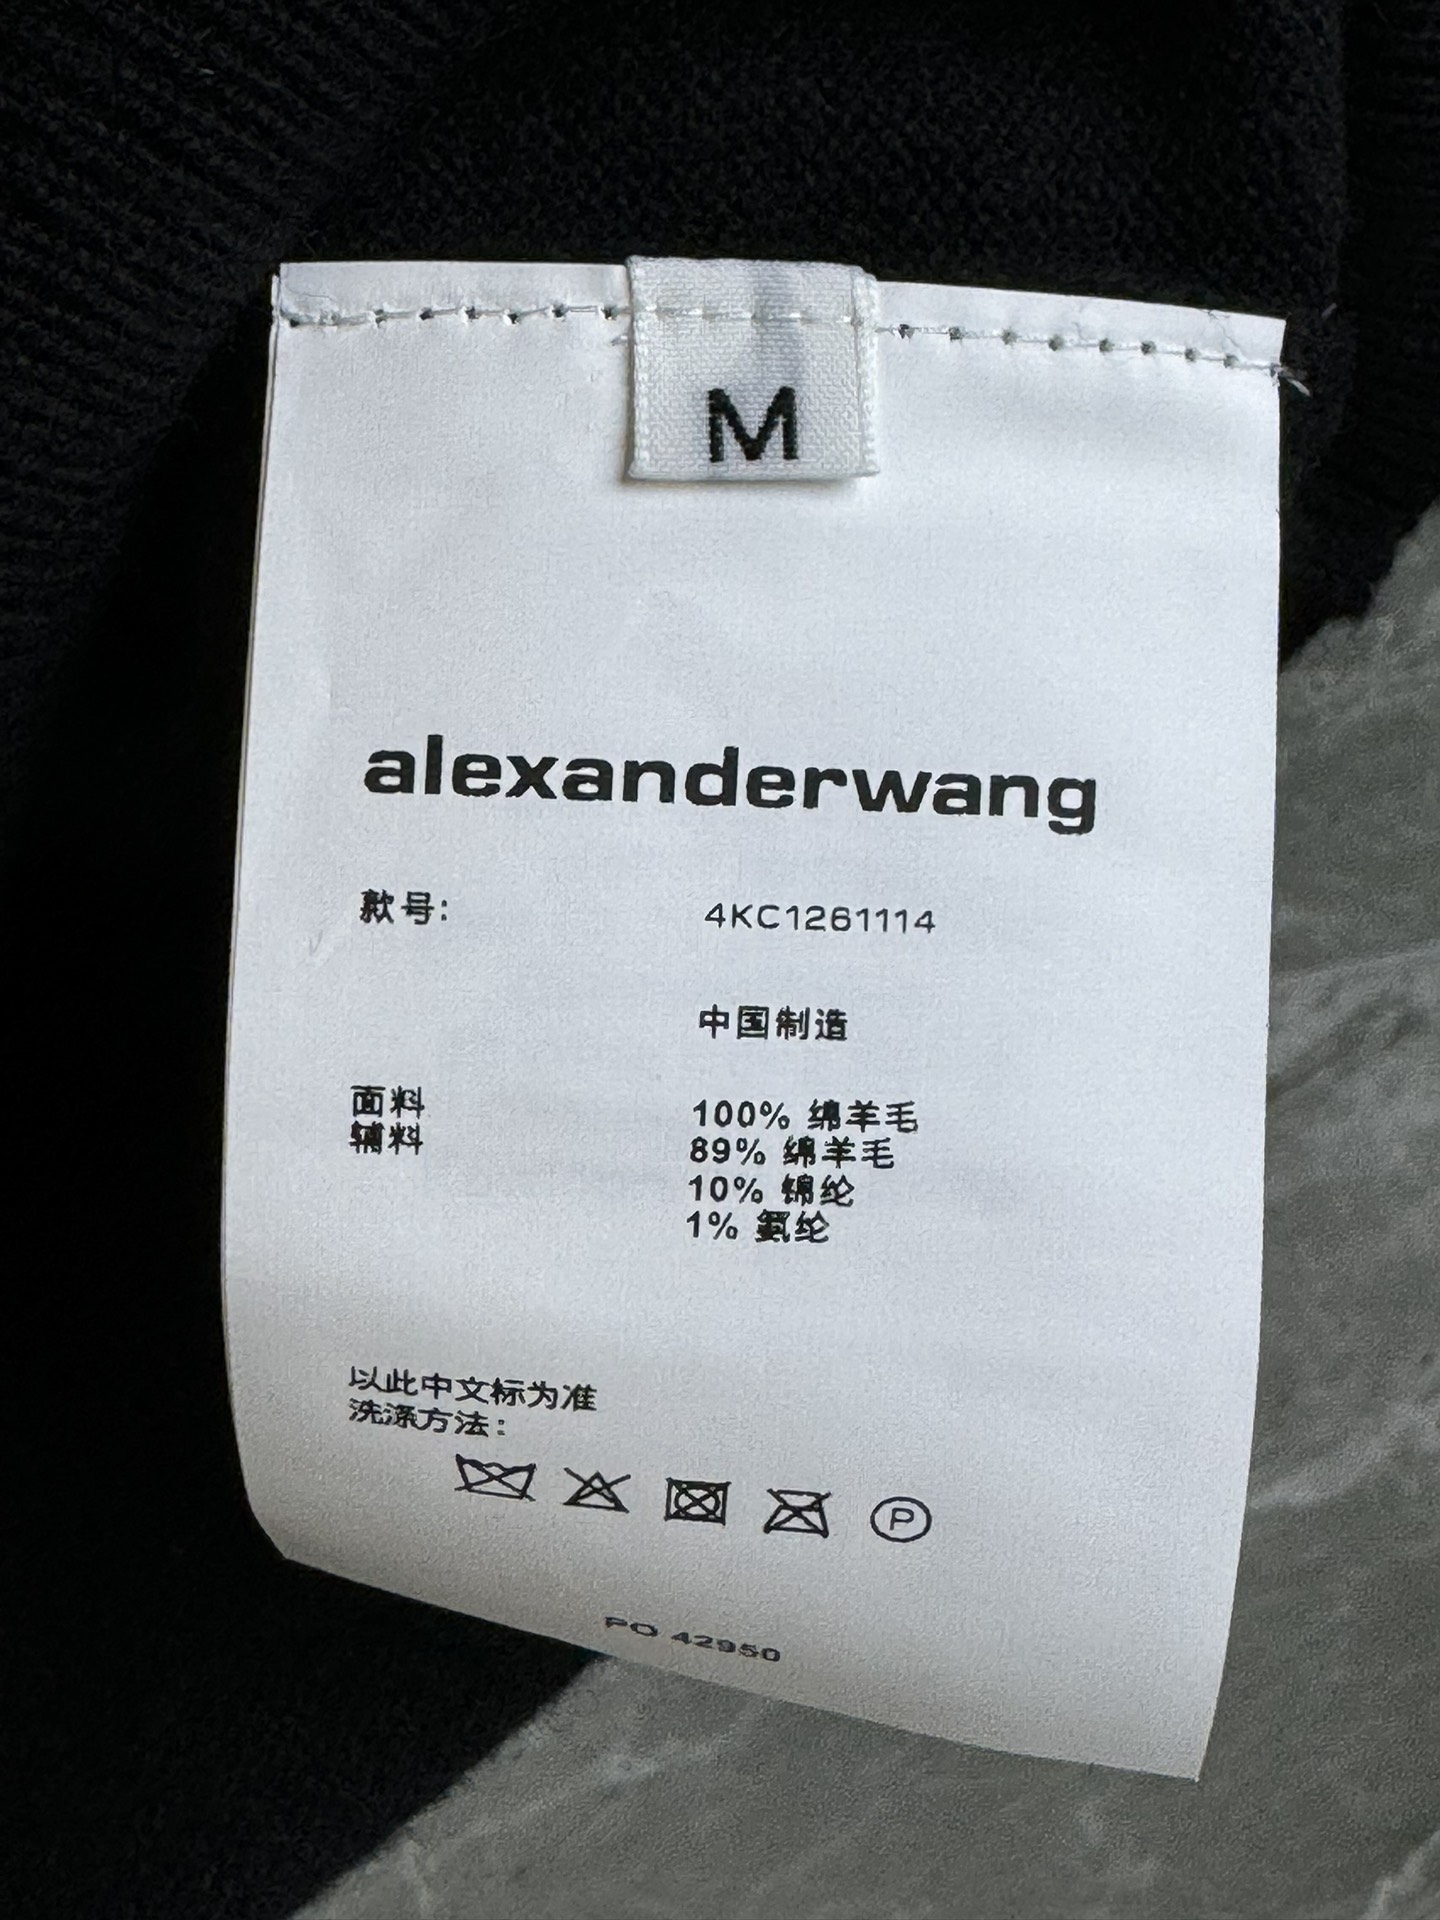 M
alexanderwang
款号: 4KC1261114
中国制造
面料 100% 绵羊毛
辅料 89% 绵羊毛
10% 锦纶
1% 氨纶
以此中文标为准
洗涤方法:
P
PO 42950